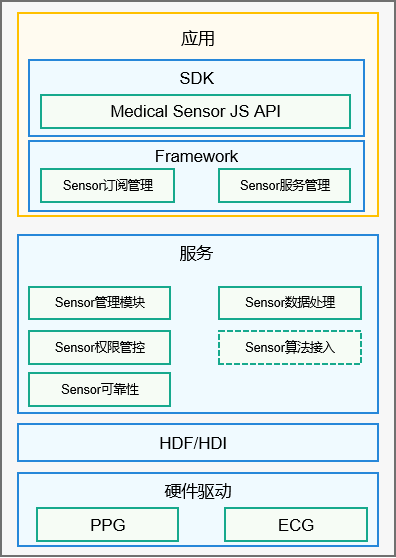 应用
SDK
Medical Sensor JS API
Framework
Sensor订阅管理
Sensor服务管理
服务
Sensor管理模块
Sensor数据处理
Sensor权限管控
Sensor算法接入
Sensor可靠性
HDF/HDI
硬件驱动
PPG
ECG